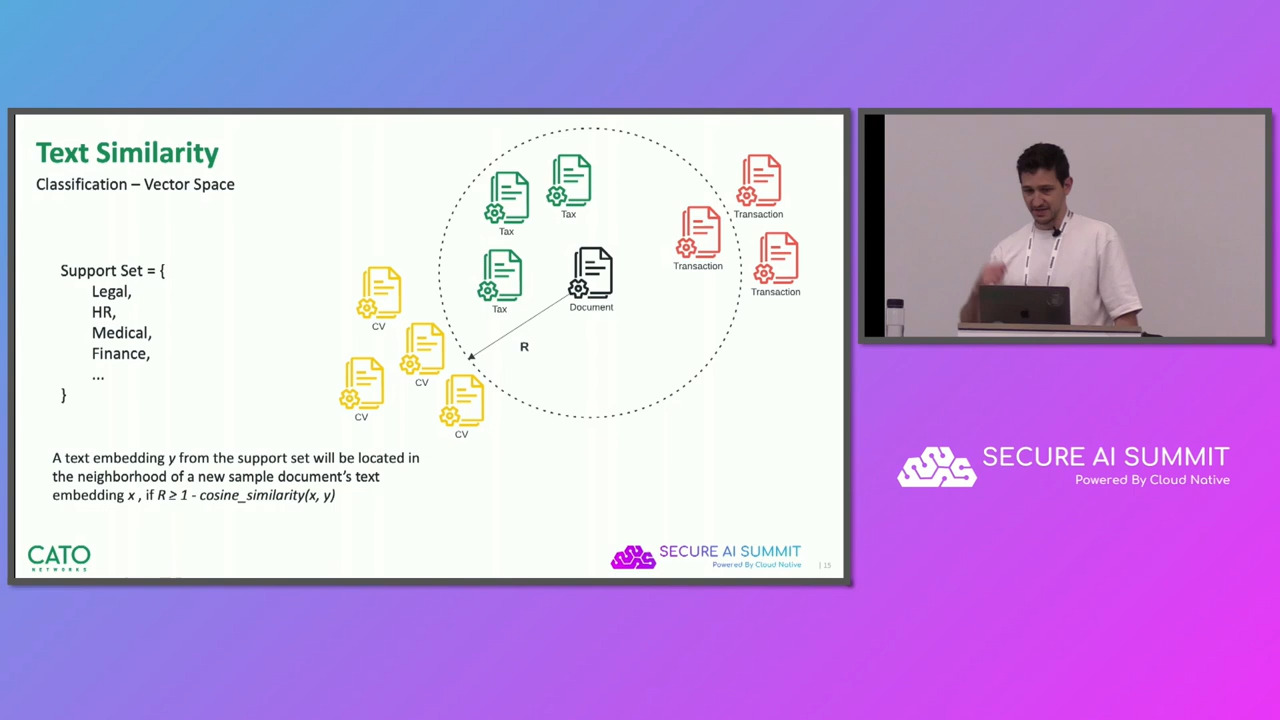 Text Similarity
Classification – Vector Space
Support Set = {
Legal,
HR,
Medical,
Finance,
...
}
A text embedding y from the support set will be located in
the neighborhood of a new sample document's text
embedding x , if R ≥ 1 - cosine_similarity(x, y)
Tax
Tax
Tax
Document
R
Transaction
Transaction
Transaction
CV
CV
CV
CV
CATO
NETWORKS
SECURE AI SUMMIT
Powered By Cloud Native
| 15
SECURE AI SUMMIT
Powered By Cloud Native